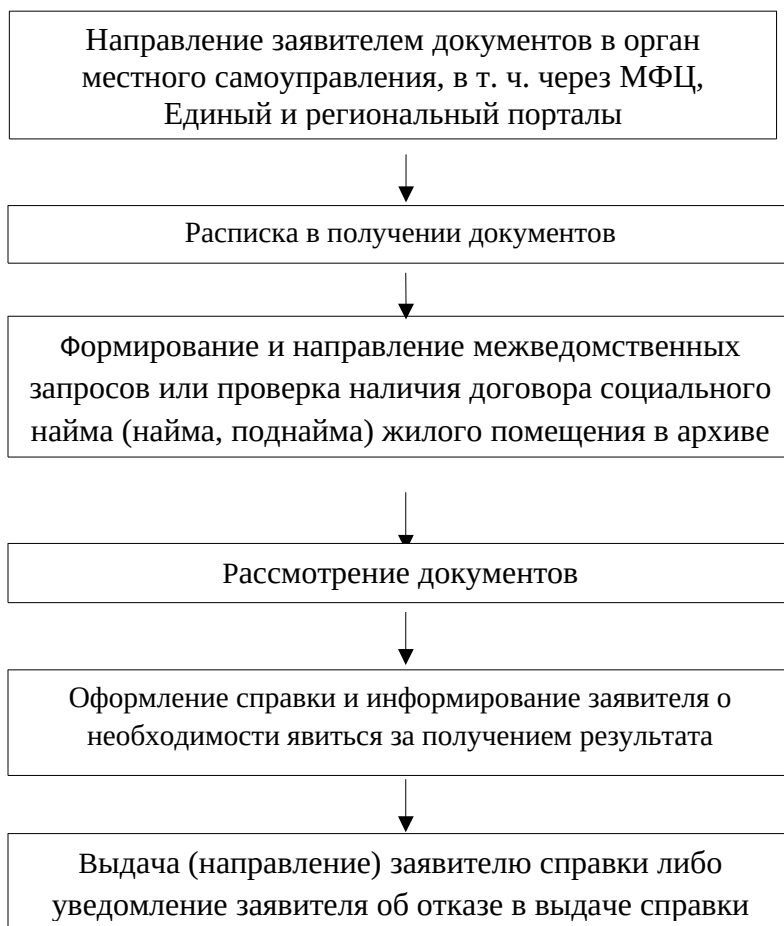 Направление заявителем документов в орган
местного самоуправления, в т. ч. через МФЦ,
Единый и региональный порталы
Расписка в получении документов
Формирование и направление межведомственных
запросов или проверка наличия договора социального
найма (найма, поднайма) жилого помещения в архиве
Рассмотрение документов
Оформление справки и информирование заявителя о
необходимости явиться за получением результата
Выдача (направление) заявителю справки либо
уведомление заявителя об отказе в выдаче справки